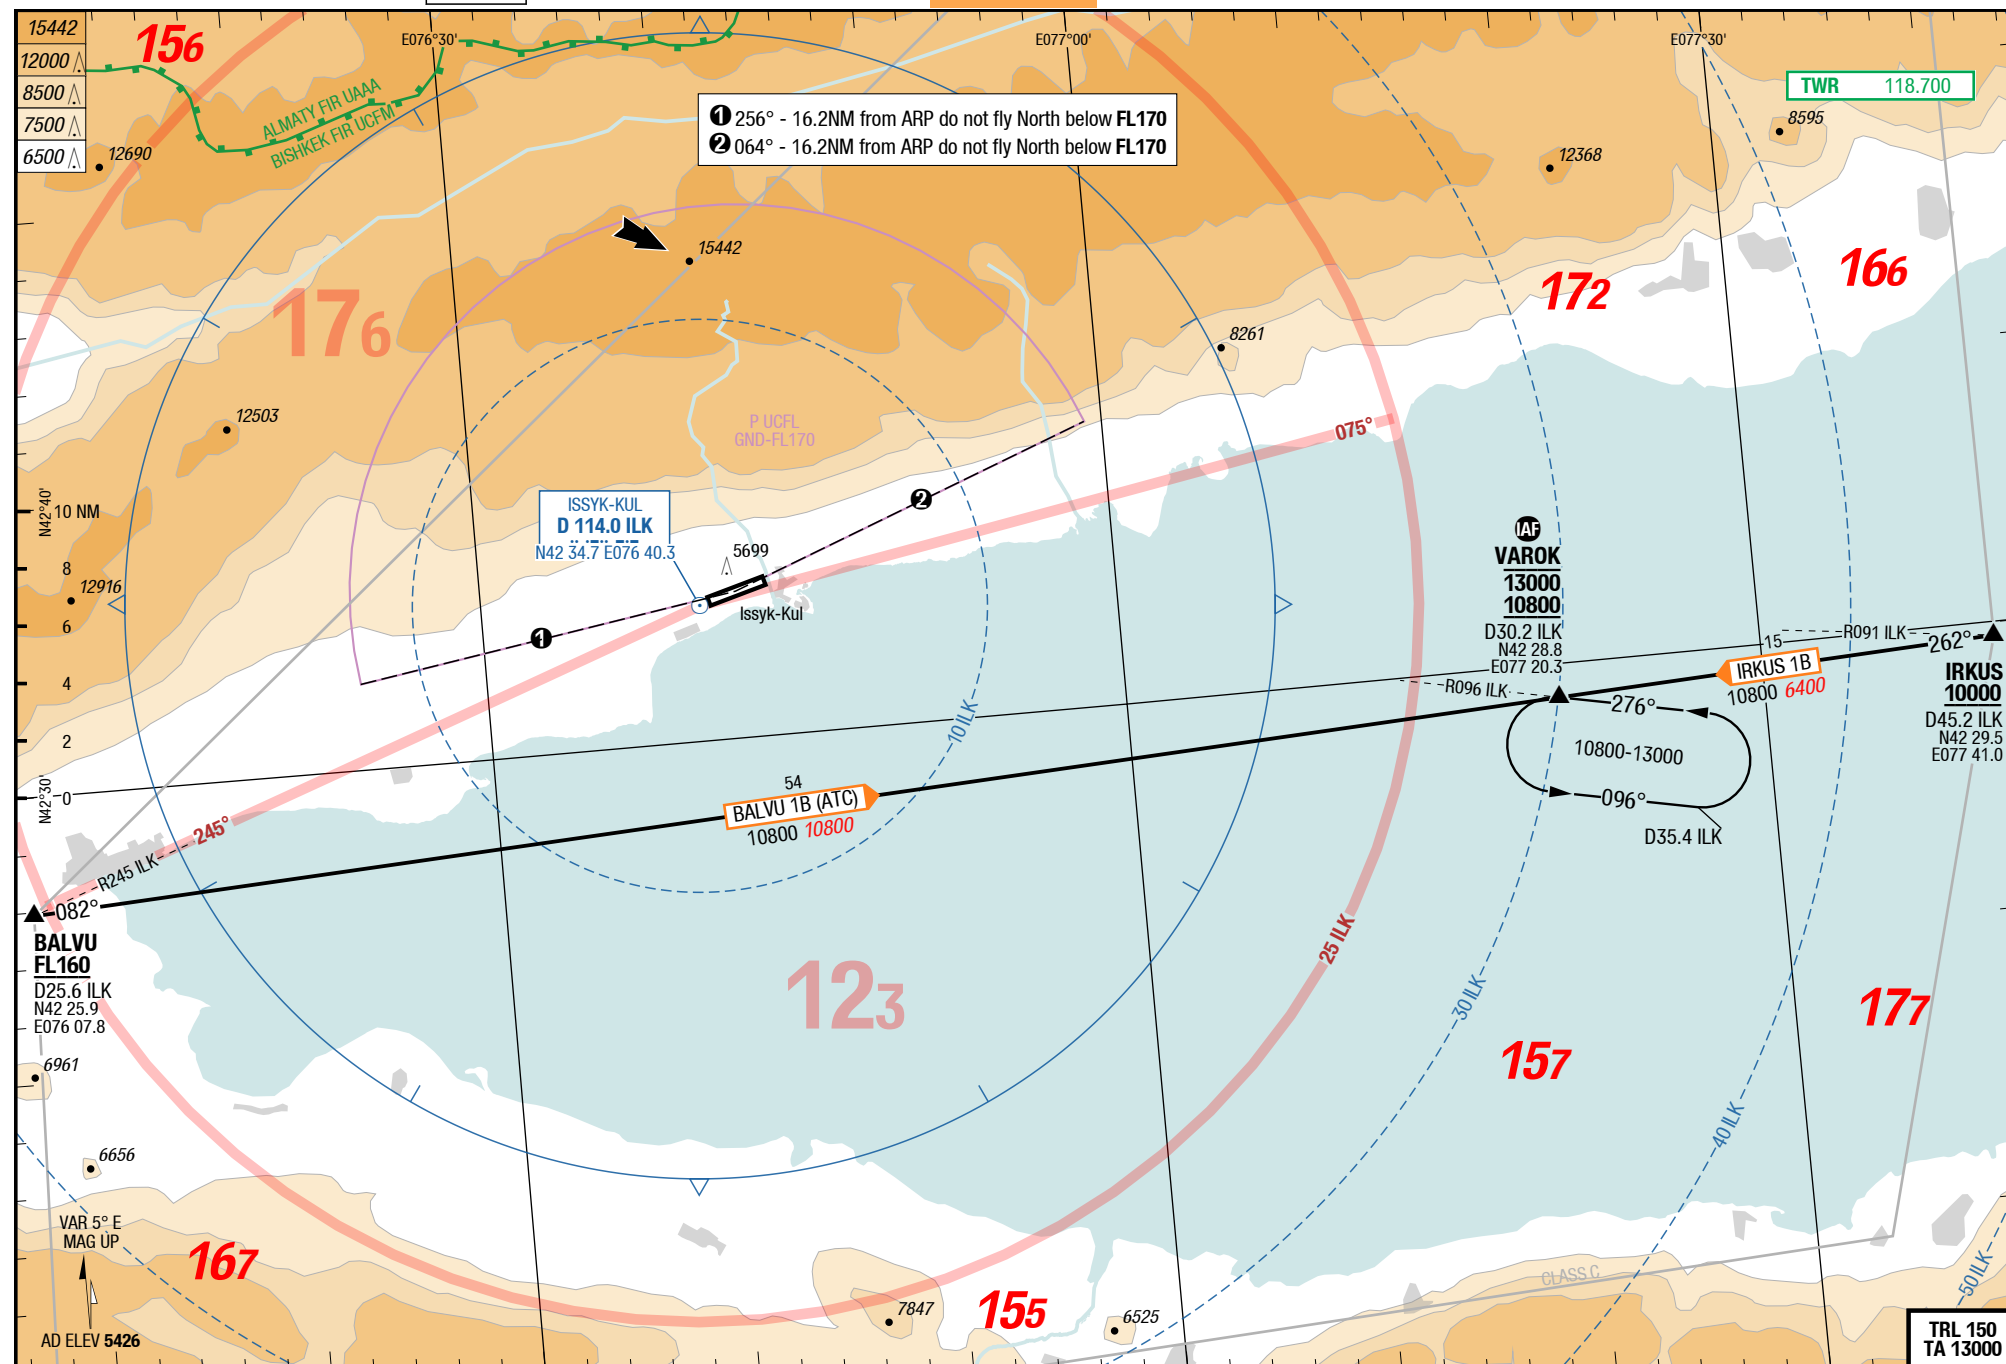 15442
12000
8500
7500
6500
156
E076°30'
E077°00'
E077°30'
TWR 118.700
ALMATY FIR UAAA
BISHKEK FIR UCFM
1 256° - 16.2NM from ARP do not fly North below FL170
2 064° - 16.2NM from ARP do not fly North below FL170
8595
12690
12368
15442
166
172
176
8261
12503
P UCFL
GND-FL170
075°
N42°40'
10 NM
8
6
4
2
0
N42°30'
ISSYK-KUL
D 114.0 ILK
N42 34.7 E076 40.3
2
5699
Issyk-Kul
12916
1
IAF
VAROK
13000
10800
D30.2 ILK
N42 28.8
E077 20.3
15
R091 ILK
262°
IRKUS 1B
10800 6400
IRKUS
10000
D45.2 ILK
N42 29.5
E077 41.0
R096 ILK
276°
10800-13000
096°
D35.4 ILK
10 ILK
54
BALVU 1B (ATC)
10800 10800
245°
R245 ILK
082°
BALVU
FL160
D25.6 ILK
N42 25.9
E076 07.8
25 ILK
30 ILK
40 ILK
50 ILK
123
177
157
6961
6656
VAR 5° E
MAG UP
167
AD ELEV 5426
7847
155
6525
CLASS C
TRL 150
TA 13000